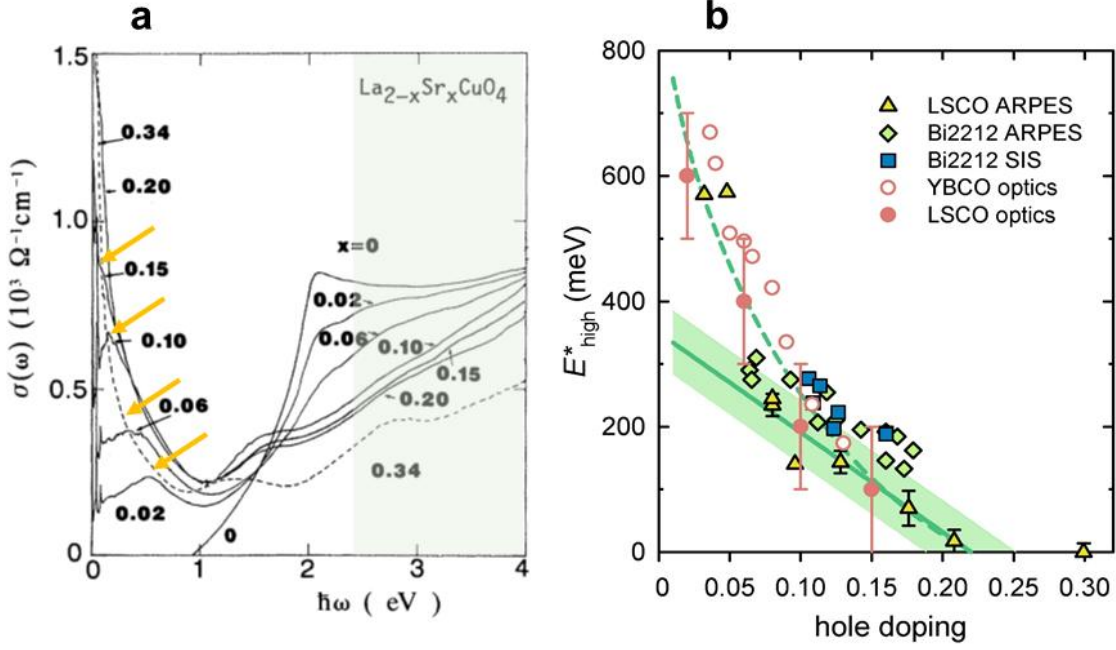 a
σ(ω) (10³ Ω⁻¹cm⁻¹)
1.5
1.0
0.5
0
La₂₋ₓSrₓCuO₄
0.34
0.20
0.15
0.10
0.06
0.02
x=0
0.02
0.06
0.10
0.15
0.20
0.34
0
0 1 2 3 4
ħω ( eV )
b
E*high (meV)
800
600
400
200
0
LSCO ARPES
Bi2212 ARPES
Bi2212 SIS
YBCO optics
LSCO optics
0 0.05 0.10 0.15 0.20 0.25 0.30
hole doping